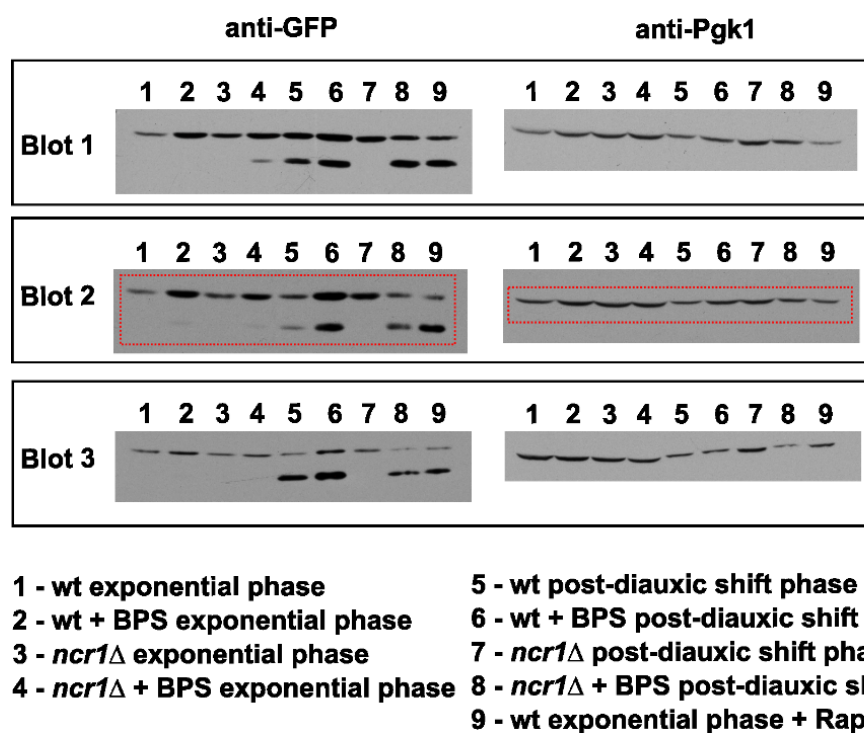 anti-GFP anti-Pgk1
1 2 3 4 5 6 7 8 9 1 2 3 4 5 6 7 8 9
Blot 1
1 2 3 4 5 6 7 8 9 1 2 3 4 5 6 7 8 9
Blot 2
1 2 3 4 5 6 7 8 9 1 2 3 4 5 6 7 8 9
Blot 3
1 - wt exponential phase
2 - wt + BPS exponential phase
3 - ncr1Δ exponential phase
4 - ncr1Δ + BPS exponential phase
5 - wt post-diauxic shift phase
6 - wt + BPS post-diauxic shift
7 - ncr1Δ post-diauxic shift pha
8 - ncr1Δ + BPS post-diauxic s
9 - wt exponential phase + Rap